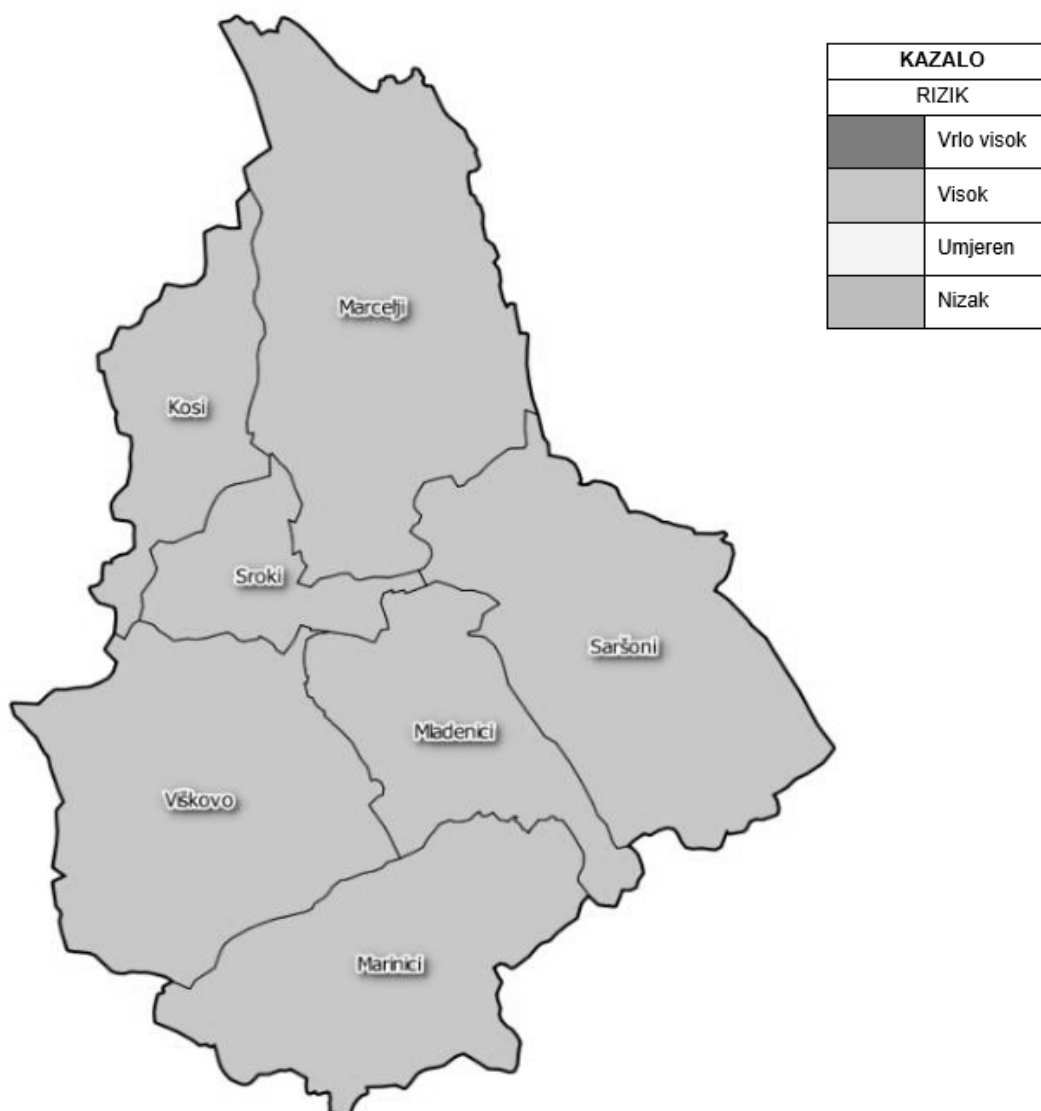 KAZALO
RIZIK
Vrlo visok
Visok
Umjeren
Nizak
Marcelji
Kosi
Sroki
Saršoni
Mladenici
Viškovo
Marinici